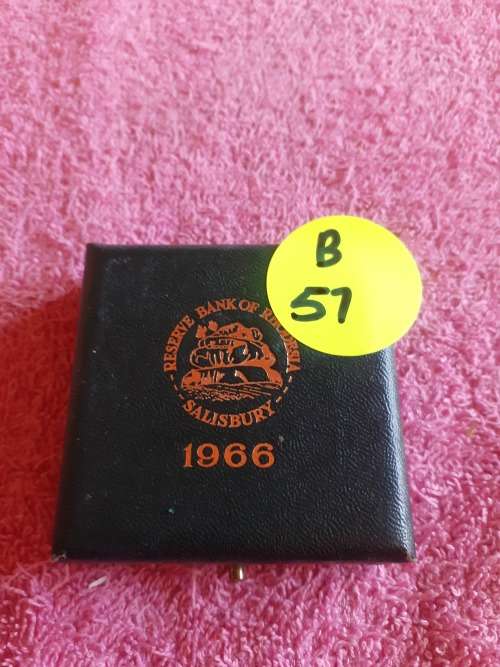 B
57
RESERVE BANK OF RHODESIA
SALISBURY
1966